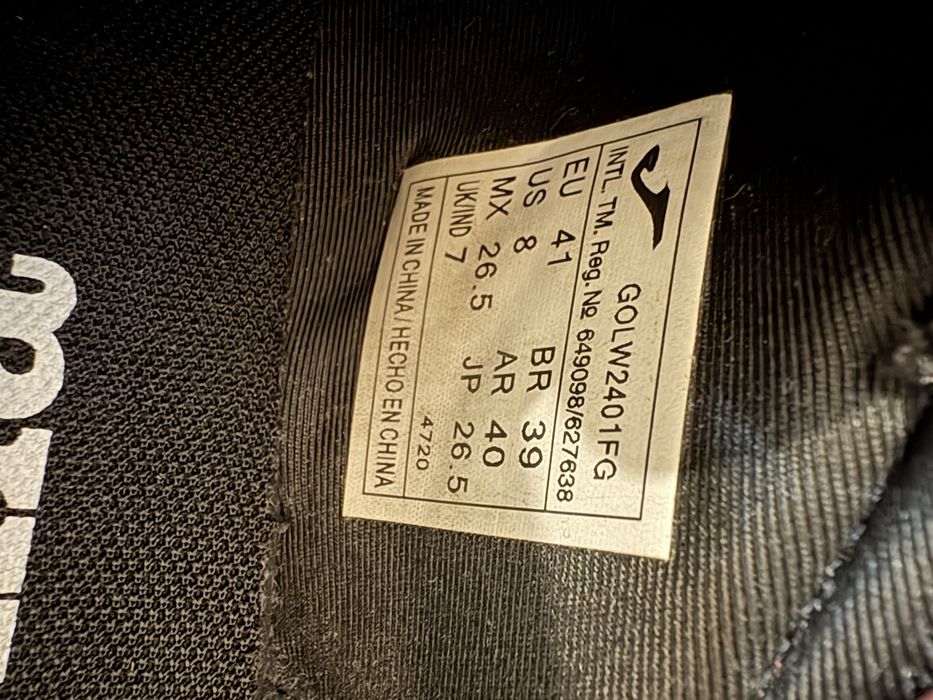 GOLW2401FG
INTL. TM. Reg. Nº 649098/627638
EU 41 BR 39
US 8 AR 40
MX 26.5 JP 26.5
UK/IND 7 4720
MADE IN CHINA/HECHO EN CHINA